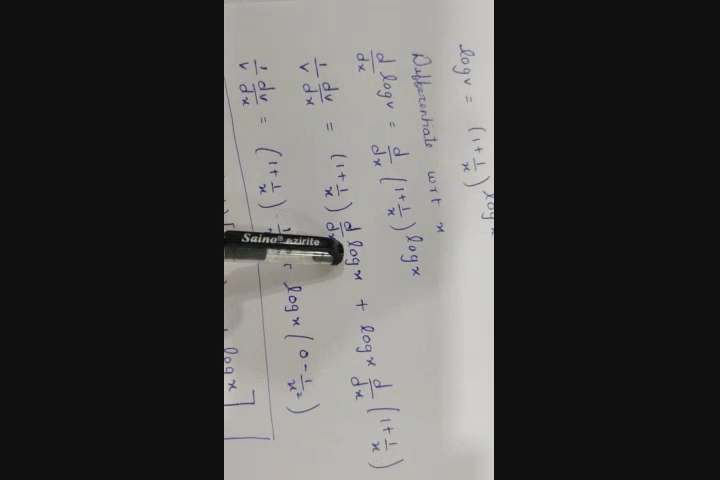 log v = (1 + 1/x) log x
Differentiate wrt x
d/dx log v = d/dx (1 + 1/x) log x
1/v dv/dx = (1 + 1/x) d/dx log x + log x d/dx (1 + 1/x)
1/v dv/dx = (1 + 1/x) · log x (0 - 1/x²)
log x ]
Saino ezirite